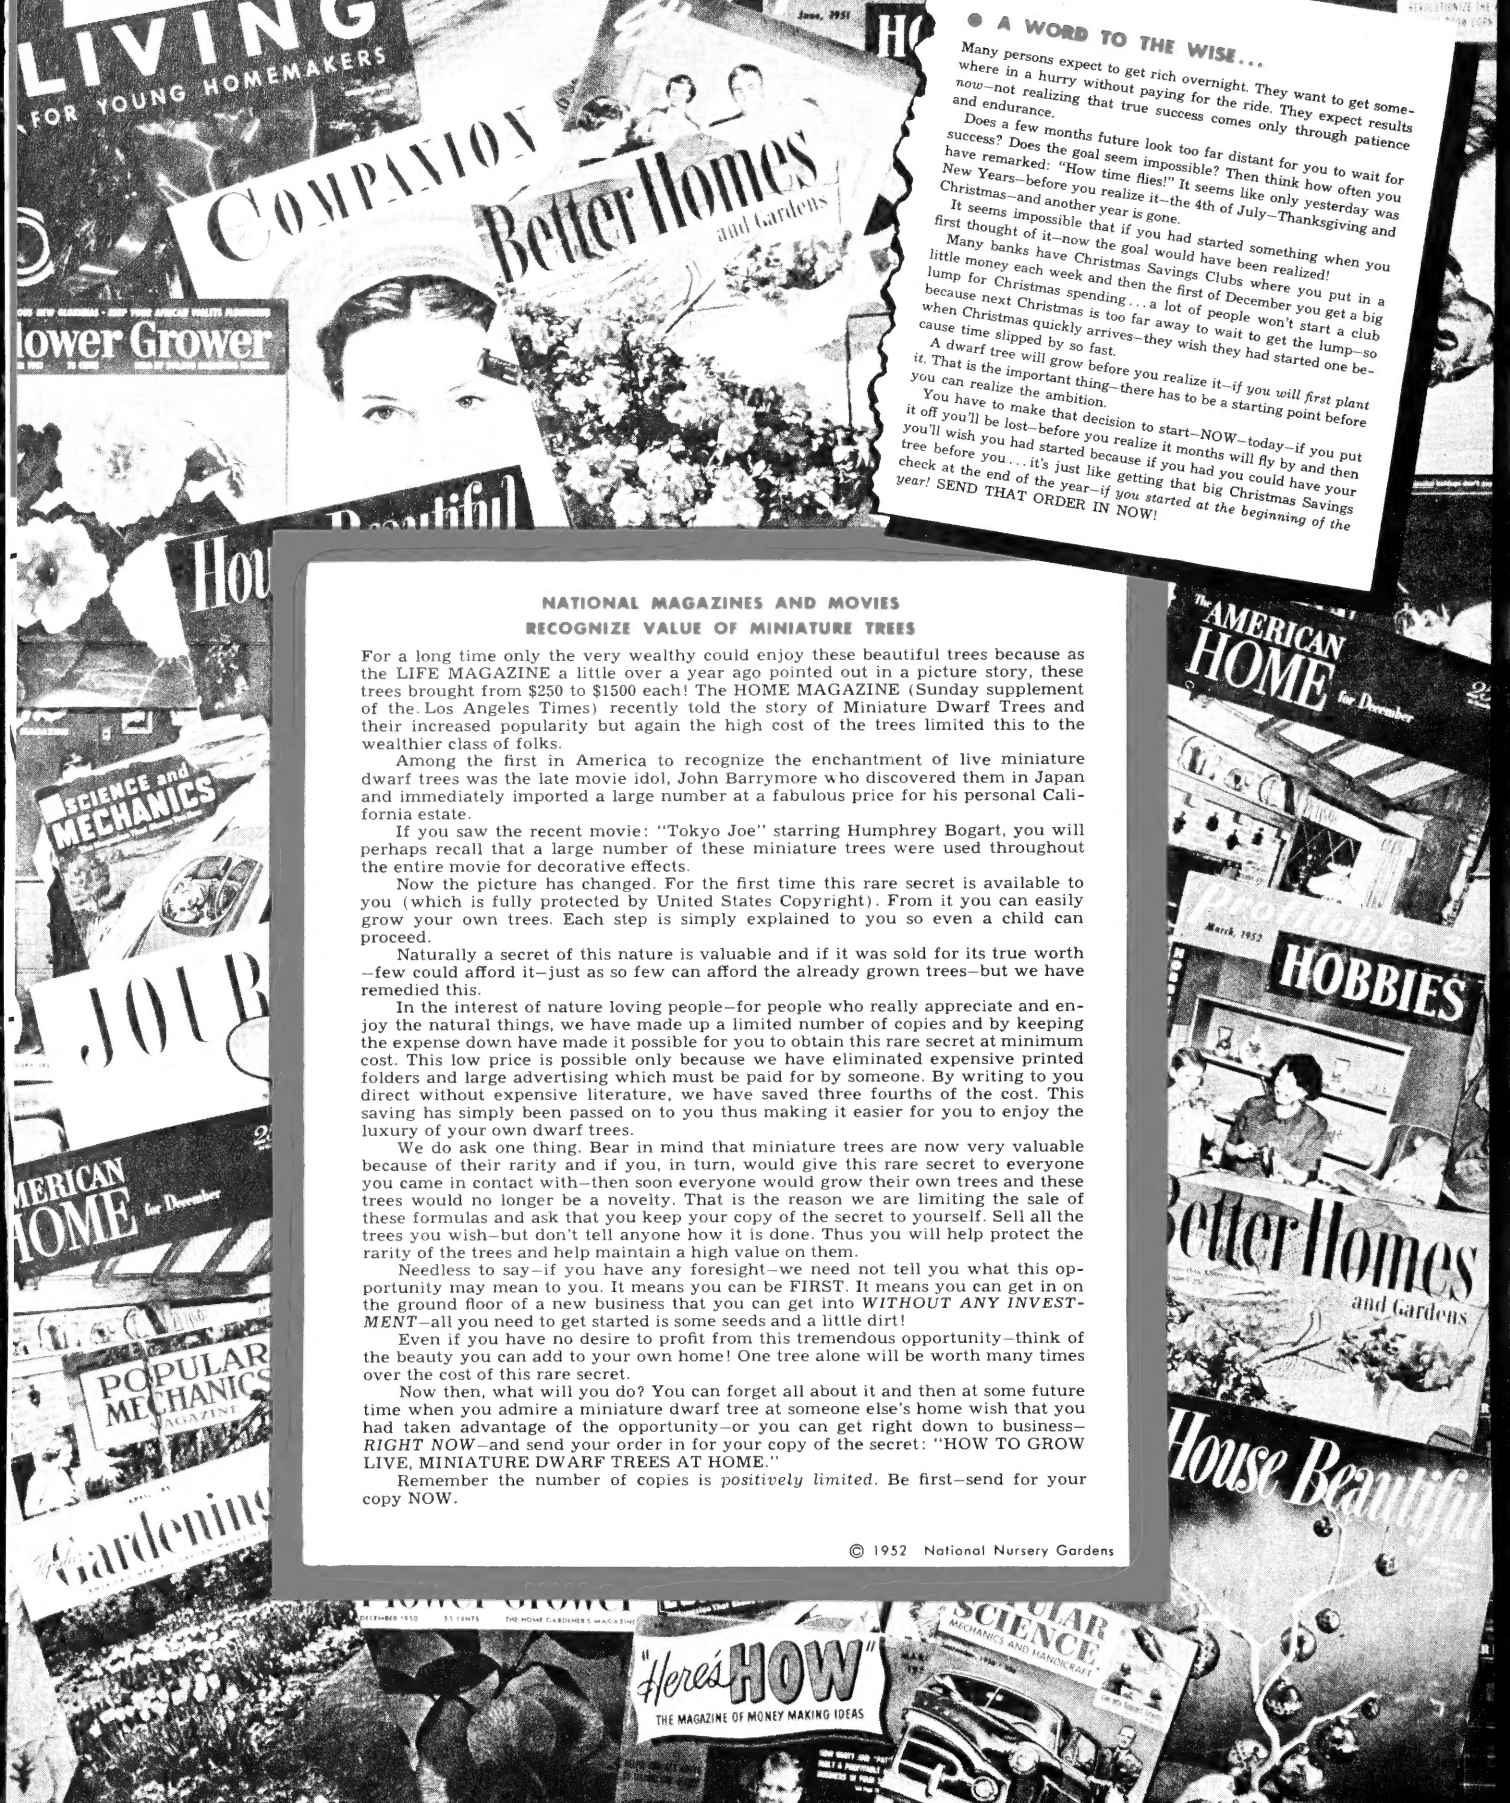 LIVING
FOR YOUNG HOMEMAKERS
COMPANION
June, 1951
Better Homes
and Gardens
Flower Grower
Beautiful
● A WORD TO THE WISE...
Many persons expect to get rich overnight. They want to get some-
where in a hurry without paying for the ride. They expect results
now—not realizing that true success comes only through patience
and endurance.
Does a few months future look too far distant for you to wait for
success? Does the goal seem impossible? Then think how often you
have remarked: "How time flies!" It seems like only yesterday was
New Years—before you realize it—the 4th of July—Thanksgiving and
Christmas—and another year is gone.
It seems impossible that if you had started something when you
first thought of it—now the goal would have been realized!
Many banks have Christmas Savings Clubs where you put in a
little money each week and then the first of December you get a big
lump for Christmas spending...a lot of people won't start a club
because next Christmas is too far away to wait to get the lump—so
when Christmas quickly arrives—they wish they had started one be-
cause time slipped by so fast.
A dwarf tree will grow before you realize it—if you will first plant
it. That is the important thing—there has to be a starting point before
you can realize the ambition.
You have to make that decision to start—NOW—today—if you put
it off you'll be lost—before you realize it months will fly by and then
you'll wish you had started because if you had you could have your
tree before you...it's just like getting that big Christmas Savings
check at the end of the year—if you started at the beginning of the
year! SEND THAT ORDER IN NOW!
NATIONAL MAGAZINES AND MOVIES
RECOGNIZE VALUE OF MINIATURE TREES
For a long time only the very wealthy could enjoy these beautiful trees because as
the LIFE MAGAZINE a little over a year ago pointed out in a picture story, these
trees brought from $250 to $1500 each! The HOME MAGAZINE (Sunday supplement
of the Los Angeles Times) recently told the story of Miniature Dwarf Trees and
their increased popularity but again the high cost of the trees limited this to the
wealthier class of folks.
Among the first in America to recognize the enchantment of live miniature
dwarf trees was the late movie idol, John Barrymore who discovered them in Japan
and immediately imported a large number at a fabulous price for his personal Cali-
fornia estate.
If you saw the recent movie: "Tokyo Joe" starring Humphrey Bogart, you will
perhaps recall that a large number of these miniature trees were used throughout
the entire movie for decorative effects.
Now the picture has changed. For the first time this rare secret is available to
you (which is fully protected by United States Copyright). From it you can easily
grow your own trees. Each step is simply explained to you so even a child can
proceed.
Naturally a secret of this nature is valuable and if it was sold for its true worth
—few could afford it—just as so few can afford the already grown trees—but we have
remedied this.
In the interest of nature loving people—for people who really appreciate and en-
joy the natural things, we have made up a limited number of copies and by keeping
the expense down have made it possible for you to obtain this rare secret at minimum
cost. This low price is possible only because we have eliminated expensive printed
folders and large advertising which must be paid for by someone. By writing to you
direct without expensive literature, we have saved three fourths of the cost. This
saving has simply been passed on to you thus making it easier for you to enjoy the
luxury of your own dwarf trees.
We do ask one thing. Bear in mind that miniature trees are now very valuable
because of their rarity and if you, in turn, would give this rare secret to everyone
you came in contact with—then soon everyone would grow their own trees and these
trees would no longer be a novelty. That is the reason we are limiting the sale of
these formulas and ask that you keep your copy of the secret to yourself. Sell all the
trees you wish—but don't tell anyone how it is done. Thus you will help protect the
rarity of the trees and help maintain a high value on them.
Needless to say—if you have any foresight—we need not tell you what this op-
portunity may mean to you. It means you can be FIRST. It means you can get in on
the ground floor of a new business that you can get into WITHOUT ANY INVEST-
MENT—all you need to get started is some seeds and a little dirt!
Even if you have no desire to profit from this tremendous opportunity—think of
the beauty you can add to your own home! One tree alone will be worth many times
over the cost of this rare secret.
Now then, what will you do? You can forget all about it and then at some future
time when you admire a miniature dwarf tree at someone else's home wish that you
had taken advantage of the opportunity—or you can get right down to business—
RIGHT NOW—and send your order in for your copy of the secret: "HOW TO GROW
LIVE, MINIATURE DWARF TREES AT HOME."
Remember the number of copies is positively limited. Be first—send for your
copy NOW.
© 1952 National Nursery Gardens
The AMERICAN
HOME for December
25
SCIENCE and
MECHANICS
JOUR
profitable
March, 1952
25
HOBBIES
AMERICAN
HOME for December
Better Homes
and Gardens
POPULAR
MECHANICS
MAGAZINE
House Beautiful
Gardening
Flower Grower
DECEMBER 1950 25 CENTS THE HOME GARDENER'S MAGAZINE
"Here's HOW"
THE MAGAZINE OF MONEY MAKING IDEAS
POPULAR
SCIENCE
MECHANICS AND HANDICRAFT